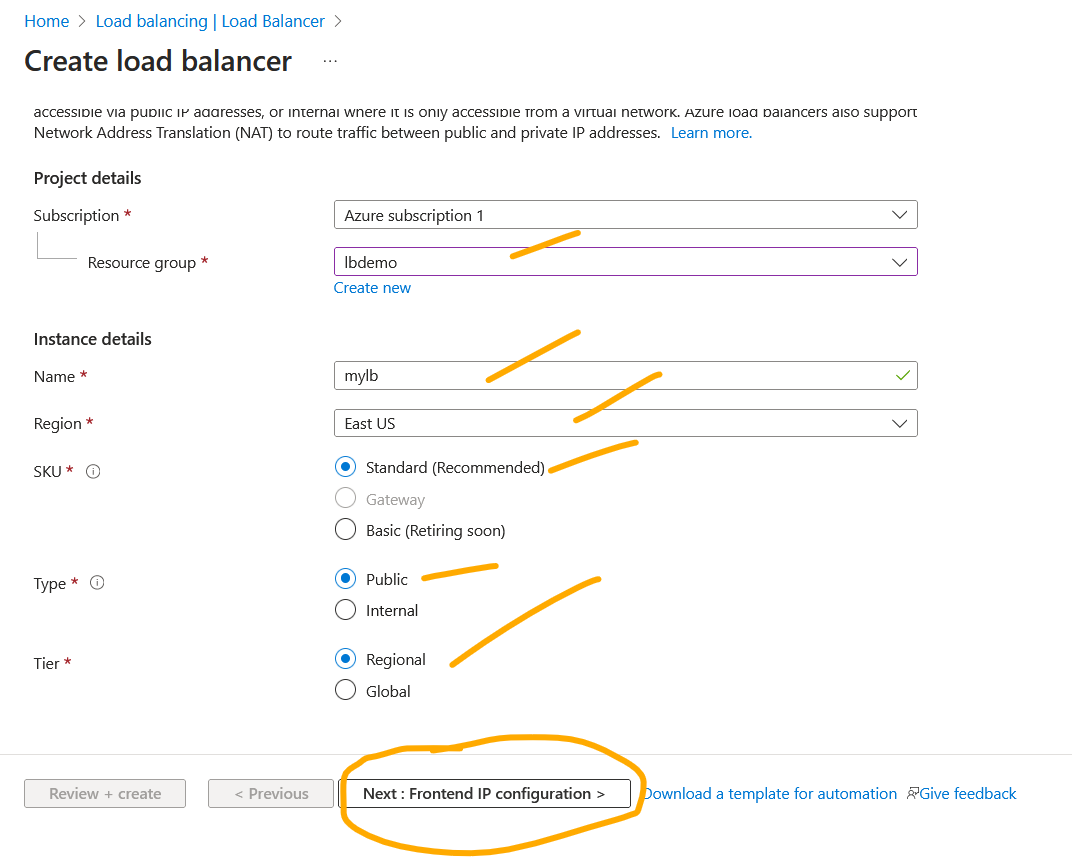 Home > Load balancing | Load Balancer >
Create load balancer ...
accessible via public IP addresses, or internal where it is only accessible from a virtual network. Azure load balancers also support
Network Address Translation (NAT) to route traffic between public and private IP addresses. Learn more.
Project details
Subscription * Azure subscription 1
Resource group * lbdemo
Create new
Instance details
Name * mylb
Region * East US
SKU * Standard (Recommended)
Gateway
Basic (Retiring soon)
Type * Public
Internal
Tier * Regional
Global
Review + create < Previous Next : Frontend IP configuration > Download a template for automation Give feedback